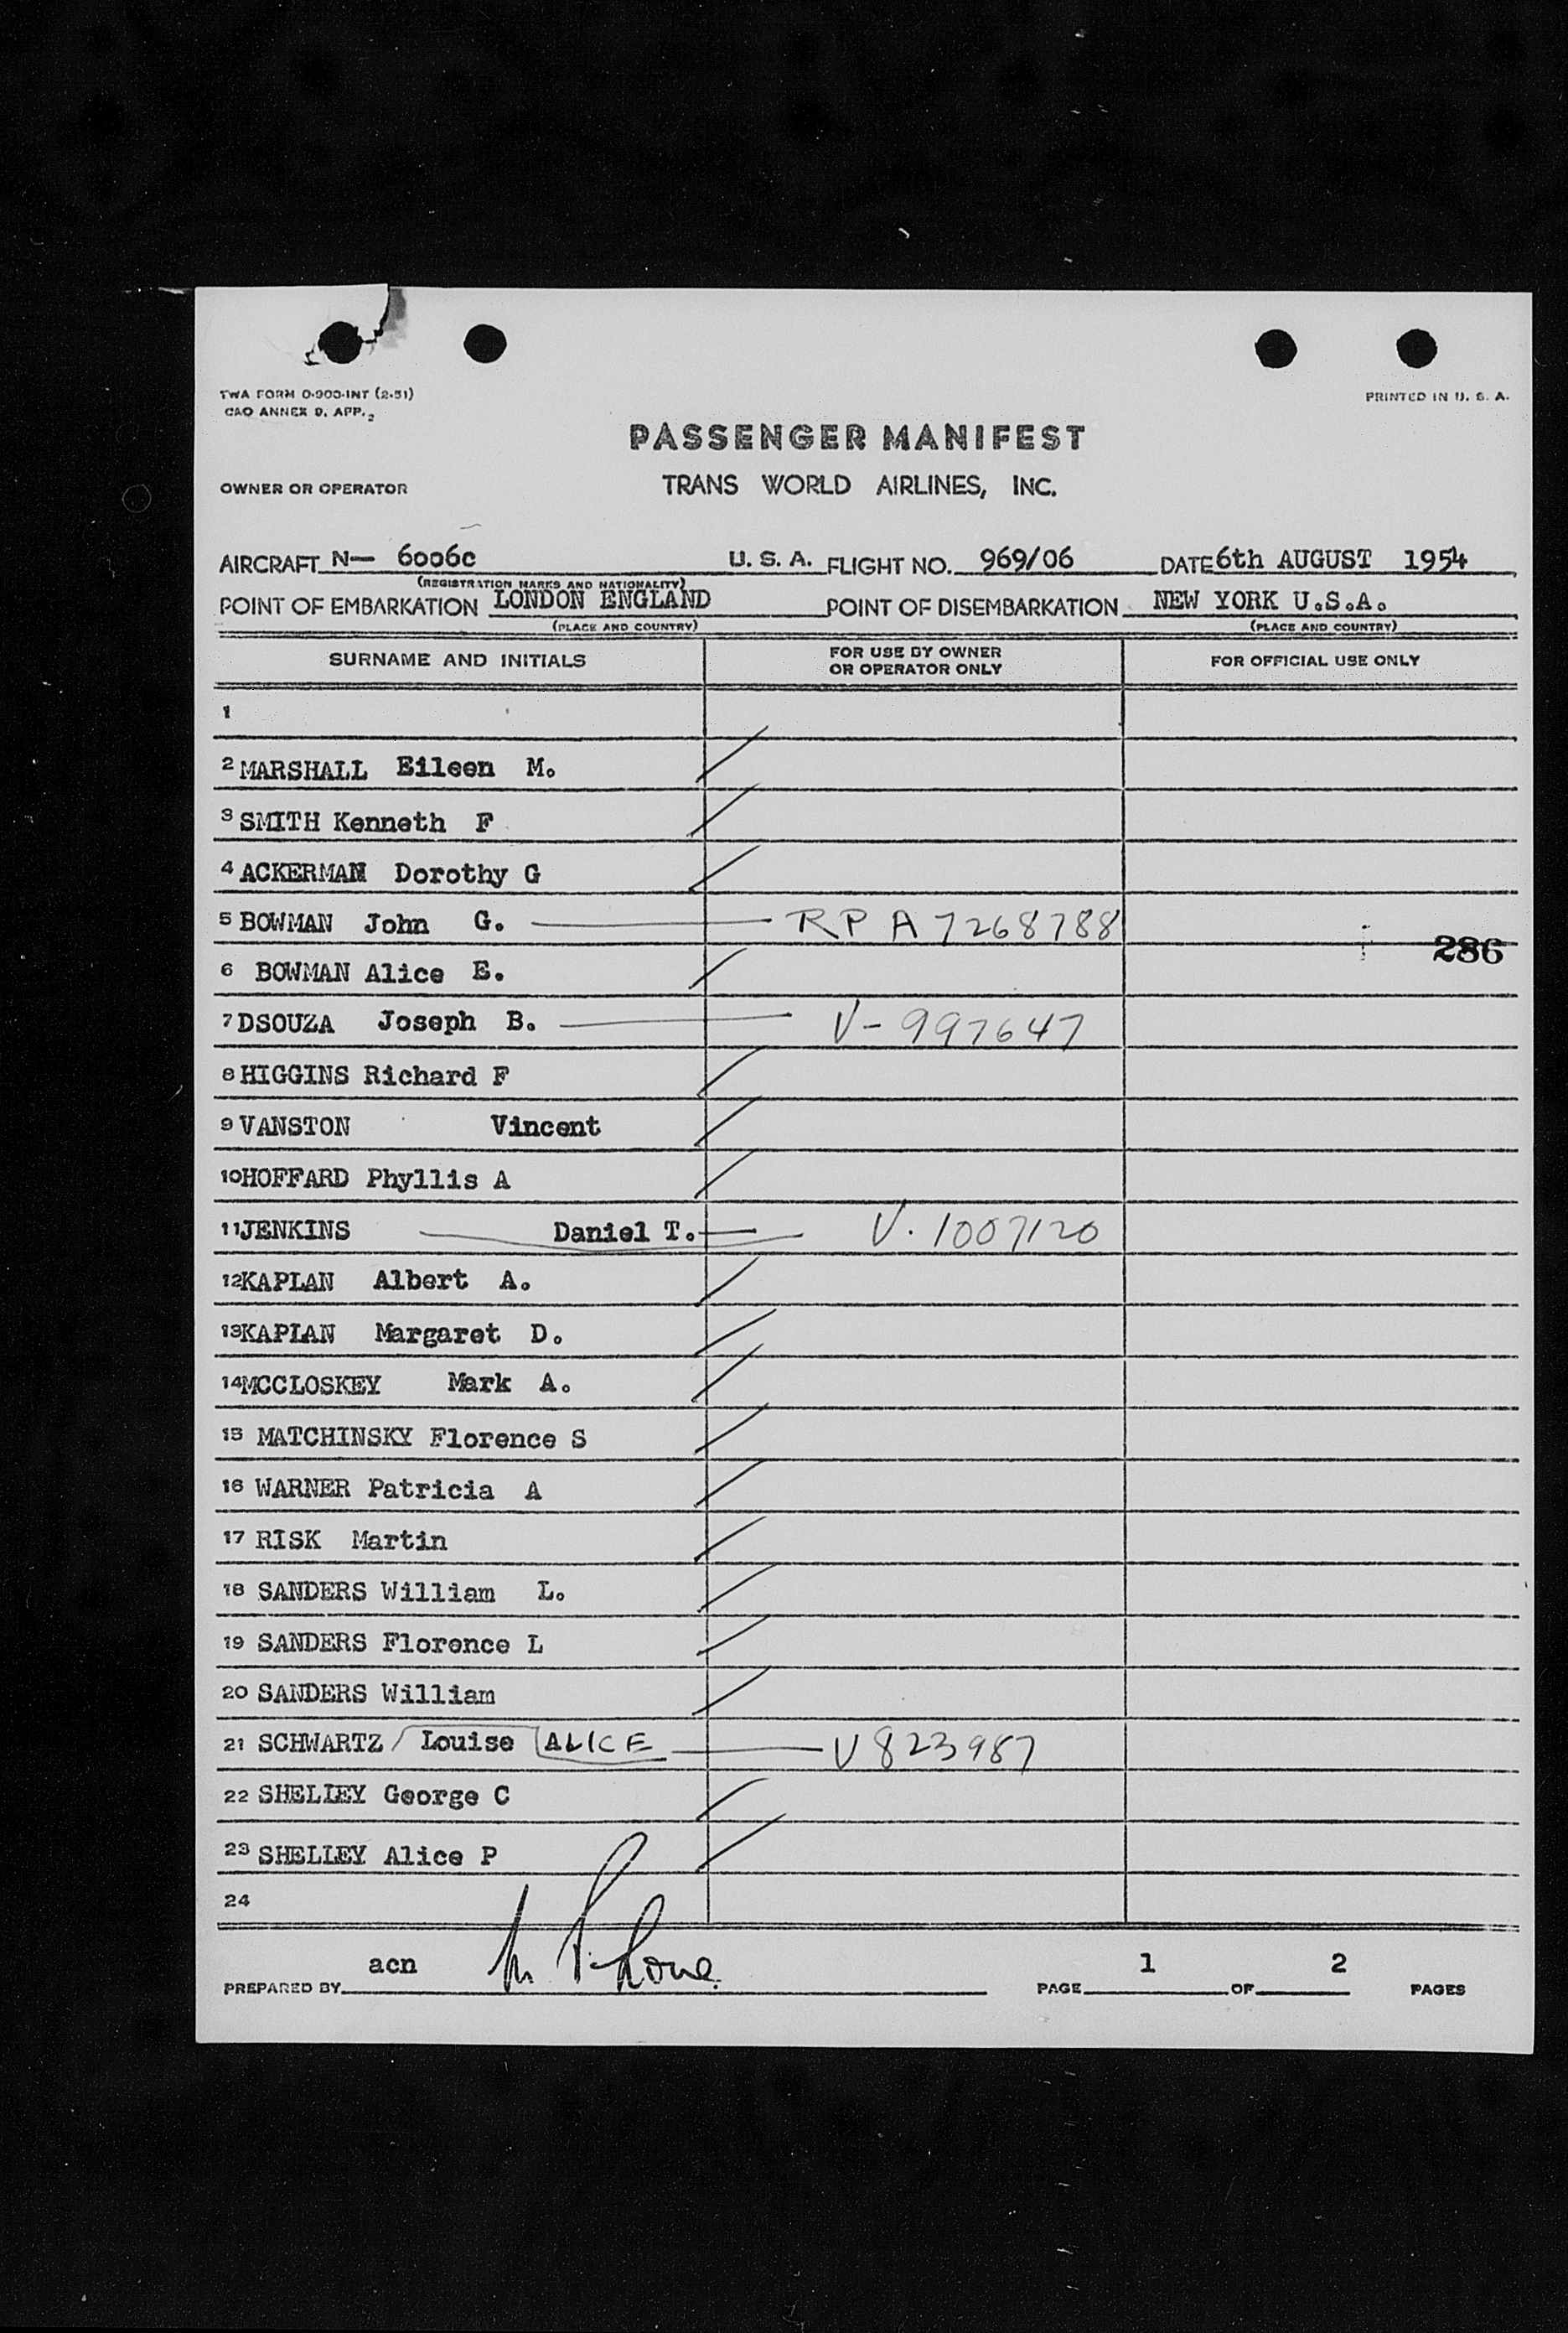 TWA FORM O-900-INT (2-51)
CAO ANNEX 9, APP. 2
PRINTED IN U. S. A.
PASSENGER MANIFEST
OWNER OR OPERATOR TRANS WORLD AIRLINES, INC.
AIRCRAFT N— 6006C U. S. A. FLIGHT NO. 969/06 DATE 6th AUGUST 1954
(REGISTRATION MARKS AND NATIONALITY)
POINT OF EMBARKATION LONDON ENGLAND POINT OF DISEMBARKATION NEW YORK U.S.A.
(PLACE AND COUNTRY) (PLACE AND COUNTRY)
SURNAME AND INITIALS FOR USE BY OWNER OR OPERATOR ONLY FOR OFFICIAL USE ONLY
1
2 MARSHALL Eileen M.
3 SMITH Kenneth F
4 ACKERMAN Dorothy G
5 BOWMAN John G. RP A7268788
286
6 BOWMAN Alice E.
7 DSOUZA Joseph B. V-997647
8 HIGGINS Richard F
9 VANSTON Vincent
10 HOFFARD Phyllis A
11 JENKINS Daniel T. V. 1007120
12 KAPLAN Albert A.
13 KAPLAN Margaret D.
14 MCCLOSKEY Mark A.
15 MATCHINSKY Florence S
16 WARNER Patricia A
17 RISK Martin
18 SANDERS William L.
19 SANDERS Florence L
20 SANDERS William
21 SCHWARTZ / Louise ALICE V823987
22 SHELLEY George C
23 SHELLEY Alice P
24
PREPARED BY acn PAGE 1 OF 2 PAGES